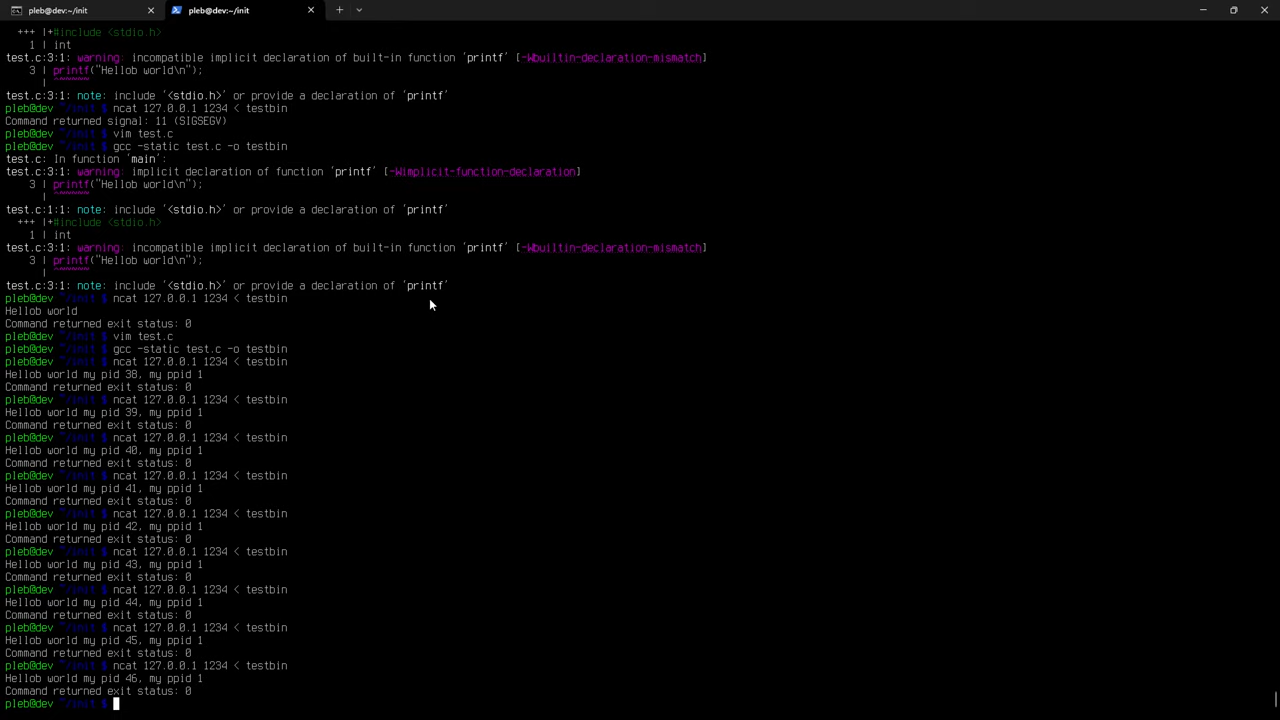 pleb@dev:~/init
pleb@dev:~/init
+++ |+#include <stdio.h>
1 | int
test.c:3:1: warning: incompatible implicit declaration of built-in function ‘printf’ [-Wbuiltin-declaration-mismatch]
3 | printf("Hellob world\n");
| ^~~~~~
test.c:3:1: note: include ‘<stdio.h>’ or provide a declaration of ‘printf’
pleb@dev ~/init $ ncat 127.0.0.1 1234 < testbin
Command returned signal: 11 (SIGSEGV)
pleb@dev ~/init $ vim test.c
pleb@dev ~/init $ gcc -static test.c -o testbin
test.c: In function ‘main’:
test.c:3:1: warning: implicit declaration of function ‘printf’ [-Wimplicit-function-declaration]
3 | printf("Hellob world\n");
| ^~~~~~
test.c:1:1: note: include ‘<stdio.h>’ or provide a declaration of ‘printf’
+++ |+#include <stdio.h>
1 | int
test.c:3:1: warning: incompatible implicit declaration of built-in function ‘printf’ [-Wbuiltin-declaration-mismatch]
3 | printf("Hellob world\n");
| ^~~~~~
test.c:3:1: note: include ‘<stdio.h>’ or provide a declaration of ‘printf’
pleb@dev ~/init $ ncat 127.0.0.1 1234 < testbin
Hellob world
Command returned exit status: 0
pleb@dev ~/init $ vim test.c
pleb@dev ~/init $ gcc -static test.c -o testbin
pleb@dev ~/init $ ncat 127.0.0.1 1234 < testbin
Hellob world my pid 38, my ppid 1
Command returned exit status: 0
pleb@dev ~/init $ ncat 127.0.0.1 1234 < testbin
Hellob world my pid 39, my ppid 1
Command returned exit status: 0
pleb@dev ~/init $ ncat 127.0.0.1 1234 < testbin
Hellob world my pid 40, my ppid 1
Command returned exit status: 0
pleb@dev ~/init $ ncat 127.0.0.1 1234 < testbin
Hellob world my pid 41, my ppid 1
Command returned exit status: 0
pleb@dev ~/init $ ncat 127.0.0.1 1234 < testbin
Hellob world my pid 42, my ppid 1
Command returned exit status: 0
pleb@dev ~/init $ ncat 127.0.0.1 1234 < testbin
Hellob world my pid 43, my ppid 1
Command returned exit status: 0
pleb@dev ~/init $ ncat 127.0.0.1 1234 < testbin
Hellob world my pid 44, my ppid 1
Command returned exit status: 0
pleb@dev ~/init $ ncat 127.0.0.1 1234 < testbin
Hellob world my pid 45, my ppid 1
Command returned exit status: 0
pleb@dev ~/init $ ncat 127.0.0.1 1234 < testbin
Hellob world my pid 46, my ppid 1
Command returned exit status: 0
pleb@dev ~/init $